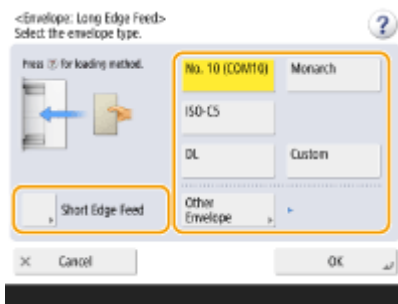 <Envelope: Long Edge Feed>
Select the envelope type.
Press ? for loading method.
No. 10 (COM10)
Monarch
ISO-C5
DL
Custom
Short Edge Feed
Other
Envelope
× Cancel
OK